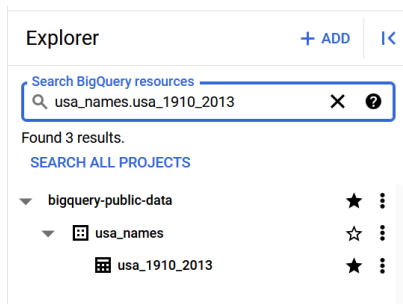 Explorer
+ ADD
Search BigQuery resources
usa_names.usa_1910_2013
Found 3 results.
SEARCH ALL PROJECTS
bigquery-public-data
usa_names
usa_1910_2013